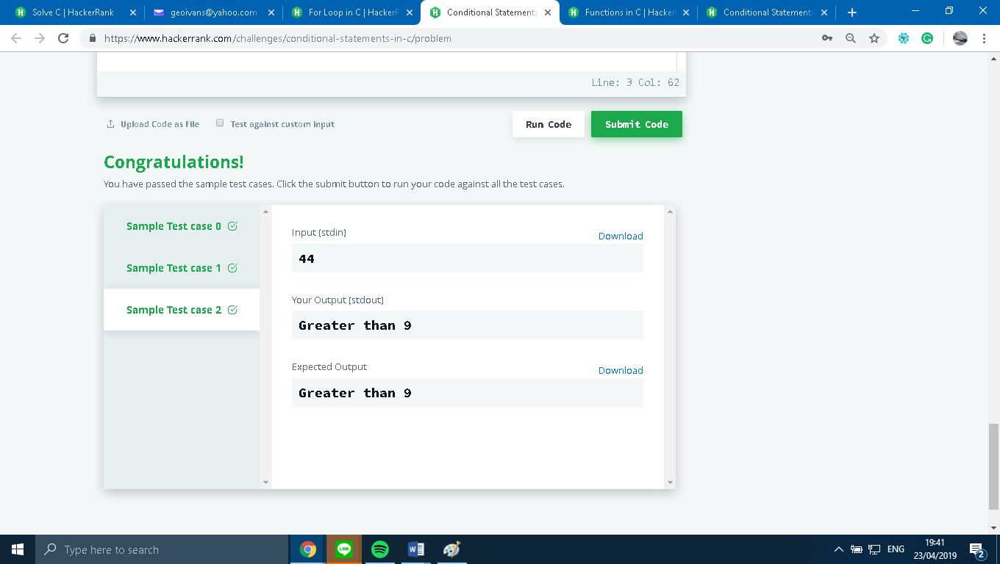 Solve C | HackerRank
geoivans@yahoo.com
For Loop in C | HackerR
Conditional Statements
Functions in C | Hacker
Conditional Statements
https://www.hackerrank.com/challenges/conditional-statements-in-c/problem
Line: 3 Col: 62
Upload Code as File
Test against custom input
Run Code
Submit Code
Congratulations!
You have passed the sample test cases. Click the submit button to run your code against all the test cases.
Sample Test case 0
Sample Test case 1
Sample Test case 2
Input (stdin)
Download
44
Your Output (stdout)
Greater than 9
Expected Output
Download
Greater than 9
Type here to search
LINE
ENG
19:41
23/04/2019
2